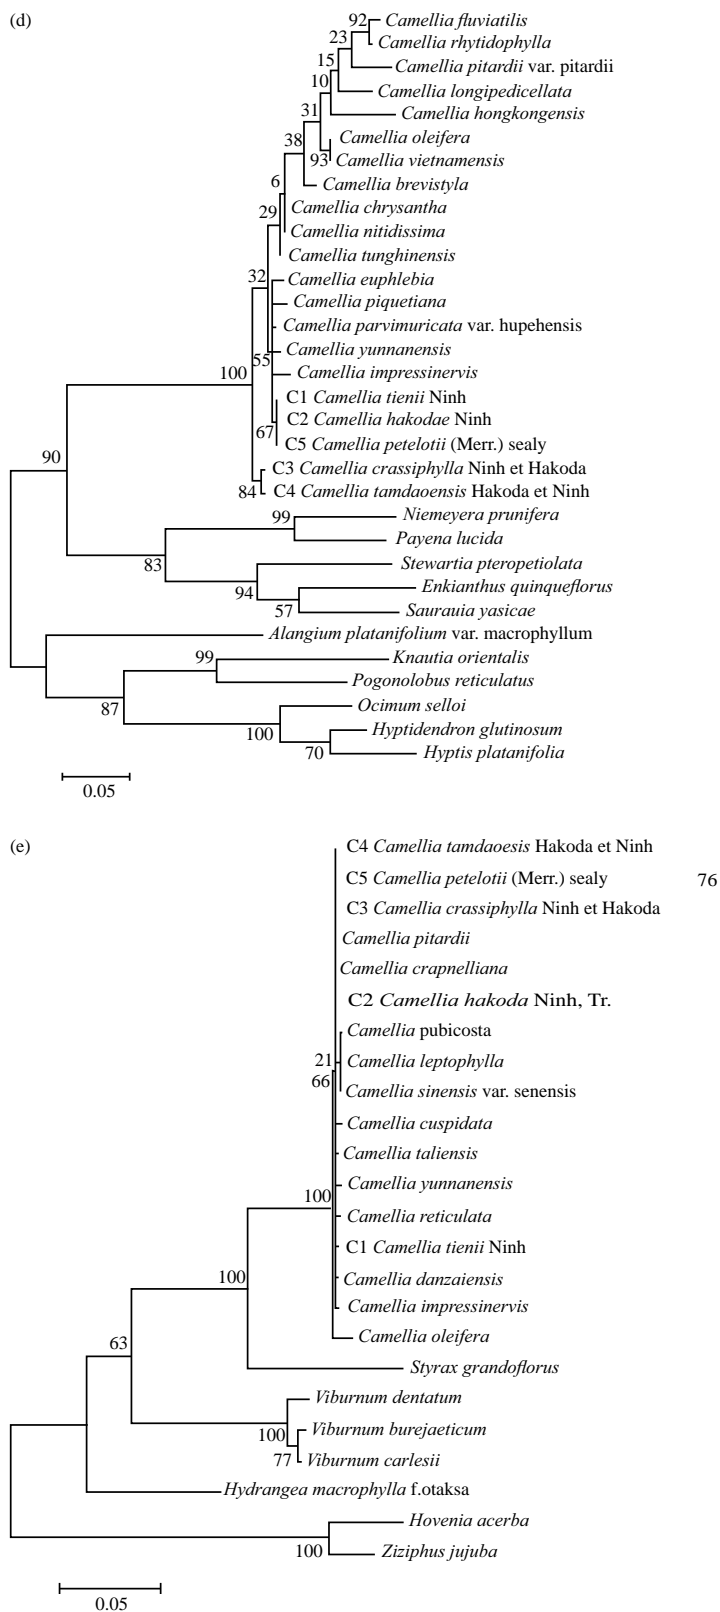 (d)
92
Camellia fluviatilis
23
Camellia rhytidophylla
15
Camellia pitardii var. pitardii
10
Camellia longipedicellata
31
Camellia hongkongensis
38
Camellia oleifera
93
Camellia vietnamensis
6
Camellia brevistyla
29
Camellia chrysantha
Camellia nitidissima
Camellia tunghinensis
32
Camellia euphlebia
Camellia piquetiana
Camellia parvimuricata var. hupehensis
Camellia yunnanensis
55
100
Camellia impressinervis
C1 Camellia tienii Ninh
C2 Camellia hakodae Ninh
67
C5 Camellia petelotii (Merr.) sealy
90
C3 Camellia crassiphylla Ninh et Hakoda
84
C4 Camellia tamdaoensis Hakoda et Ninh
99
Niemeyera prunifera
Payena lucida
83
Stewartia pteropetiolata
94
Enkianthus quinqueflorus
57
Saurauia yasicae
Alangium platanifolium var. macrophyllum
99
Knautia orientalis
Pogonolobus reticulatus
87
Ocimum selloi
100
Hyptidendron glutinosum
70
Hyptis platanifolia
0.05
(e)
C4 Camellia tamdaoesis Hakoda et Ninh
C5 Camellia petelotii (Merr.) sealy
76
C3 Camellia crassiphylla Ninh et Hakoda
Camellia pitardii
Camellia crapnelliana
C2 Camellia hakoda Ninh, Tr.
Camellia pubicosta
21
Camellia leptophylla
66
Camellia sinensis var. senensis
Camellia cuspidata
Camellia taliensis
Camellia yunnanensis
100
Camellia reticulata
C1 Camellia tienii Ninh
100
Camellia danzaiensis
Camellia impressinervis
Camellia oleifera
63
Styrax grandoflorus
Viburnum dentatum
100
Viburnum burejaeticum
77
Viburnum carlesii
Hydrangea macrophylla f.otaksa
Hovenia acerba
100
Ziziphus jujuba
0.05